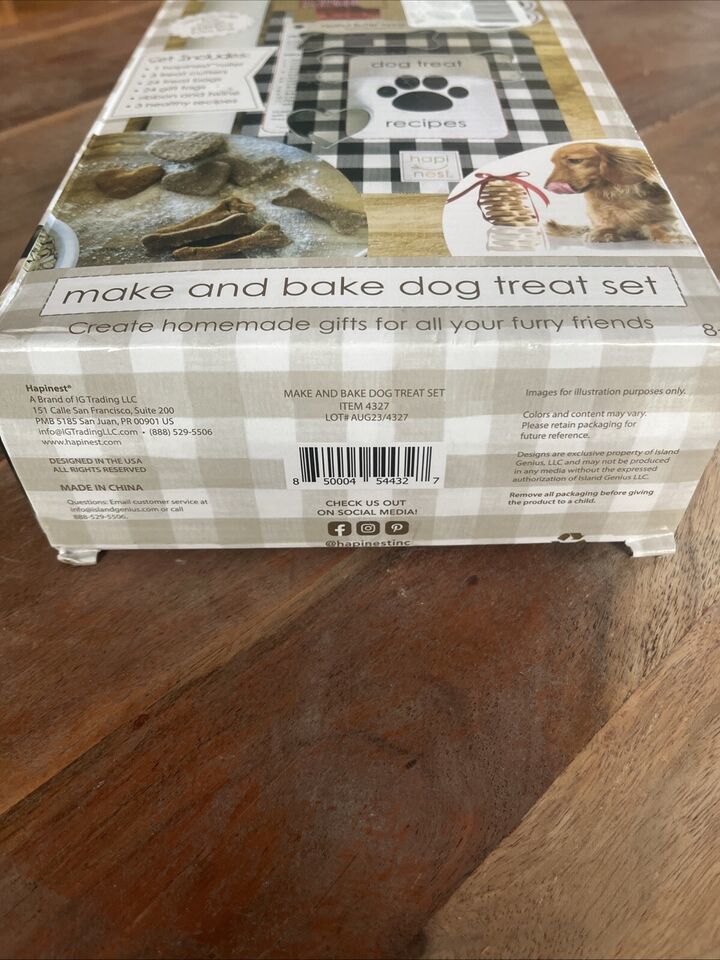 Set Includes:
• 3 treat cutters
• 24 treat bags
• 24 gift tags
• ribbon and twine
• 3 healthy recipes
dog treat
recipes
hapi
nest
make and bake dog treat set
Create homemade gifts for all your furry friends
8
Hapinest®
A Brand of IG Trading LLC
151 Calle San Francisco, Suite 200
PMB 5185 San Juan, PR 00901 US
info@IGTradingLLC.com • (888) 529-5506
www.hapinest.com
DESIGNED IN THE USA
ALL RIGHTS RESERVED
MADE IN CHINA
Questions: Email customer service at
info@islandgenius.com or call
888-529-5506.
MAKE AND BAKE DOG TREAT SET
ITEM 4327
LOT# AUG23/4327
8 50004 54432 7
CHECK US OUT
ON SOCIAL MEDIA!
@hapinestinc
Images for illustration purposes only.
Colors and content may vary.
Please retain packaging for
future reference.
Designs are exclusive property of Island
Genius, LLC and may not be produced
in any media without the expressed
authorization of Island Genius LLC.
Remove all packaging before giving
the product to a child.